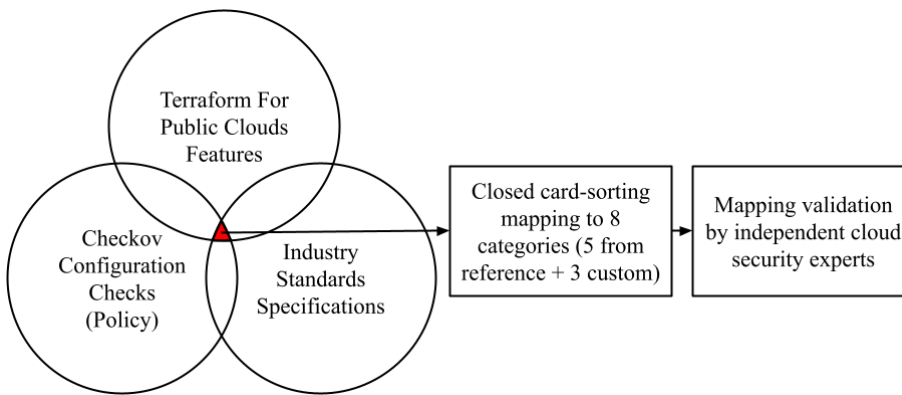 Terraform For
Public Clouds
Features
Checkov
Configuration
Checks
(Policy)
Industry
Standards
Specifications
Closed card-sorting
mapping to 8
categories (5 from
reference + 3 custom)
Mapping validation
by independent cloud
security experts